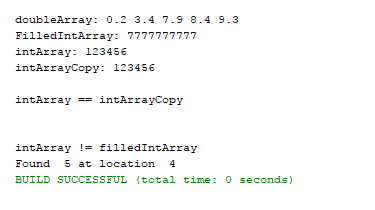 doubleArray: 0.2 3.4 7.9 8.4 9.3
FilledIntArray: 7777777777
intArray: 123456
intArrayCopy: 123456
intArray == intArrayCopy
intArray != filledIntArray
Found  5 at location  4
BUILD SUCCESSFUL (total time: 0 seconds)